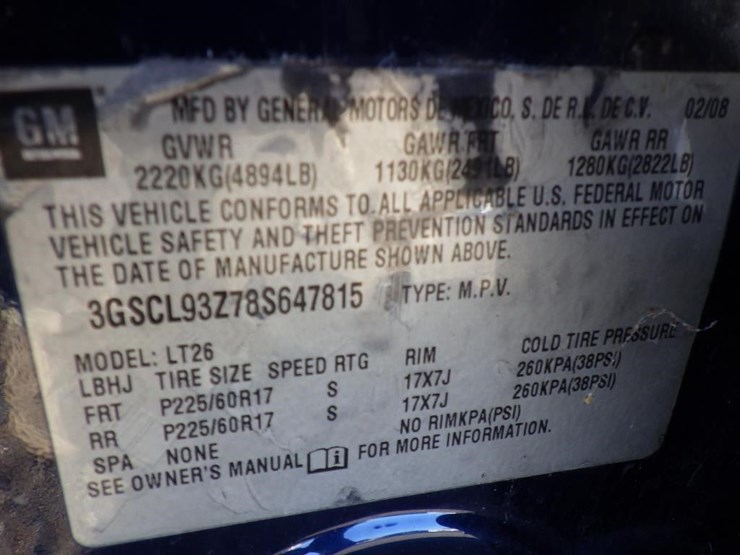 GM
MFD BY GENERAL MOTORS DE MEXICO, S. DE R.L. DE C.V. 02/08
GVWR GAWR FRT GAWR RR
2220KG(4894LB) 1130KG(2491LB) 1280KG(2822LB)
THIS VEHICLE CONFORMS TO ALL APPLICABLE U.S. FEDERAL MOTOR
VEHICLE SAFETY AND THEFT PREVENTION STANDARDS IN EFFECT ON
THE DATE OF MANUFACTURE SHOWN ABOVE.
3GSCL93Z78S647815 TYPE: M.P.V.
MODEL: LT26
LBHJ TIRE SIZE SPEED RTG RIM COLD TIRE PRESSURE
FRT P225/60R17 S 17X7J 260KPA(38PSI)
RR P225/60R17 S 17X7J 260KPA(38PSI)
SPA NONE NO RIMKPA(PSI)
SEE OWNER'S MANUAL i FOR MORE INFORMATION.